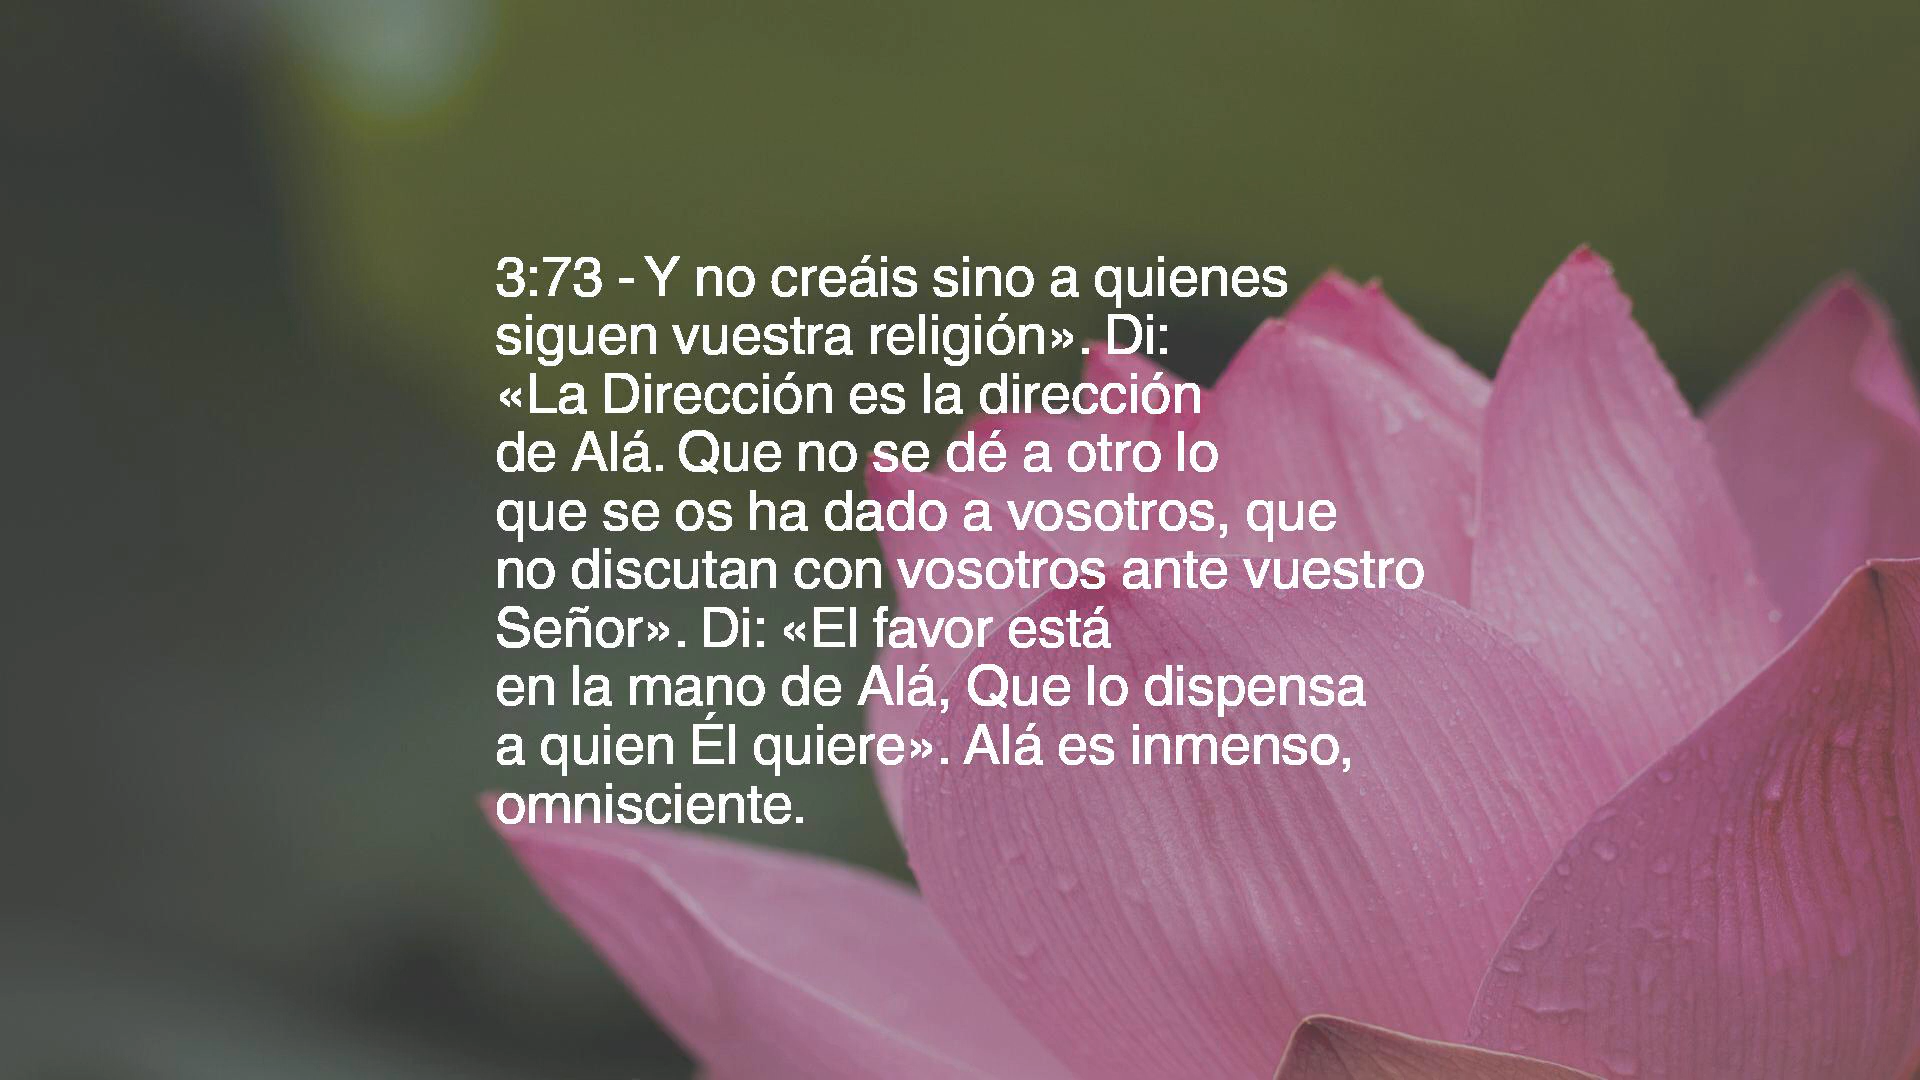 3:73 - Y no creáis sino a quienes
siguen vuestra religión». Di:
«La Dirección es la dirección
de Alá. Que no se dé a otro lo
que se os ha dado a vosotros, que
no discutan con vosotros ante vuestro
Señor». Di: «El favor está
en la mano de Alá, Que lo dispensa
a quien Él quiere». Alá es inmenso,
omnisciente.